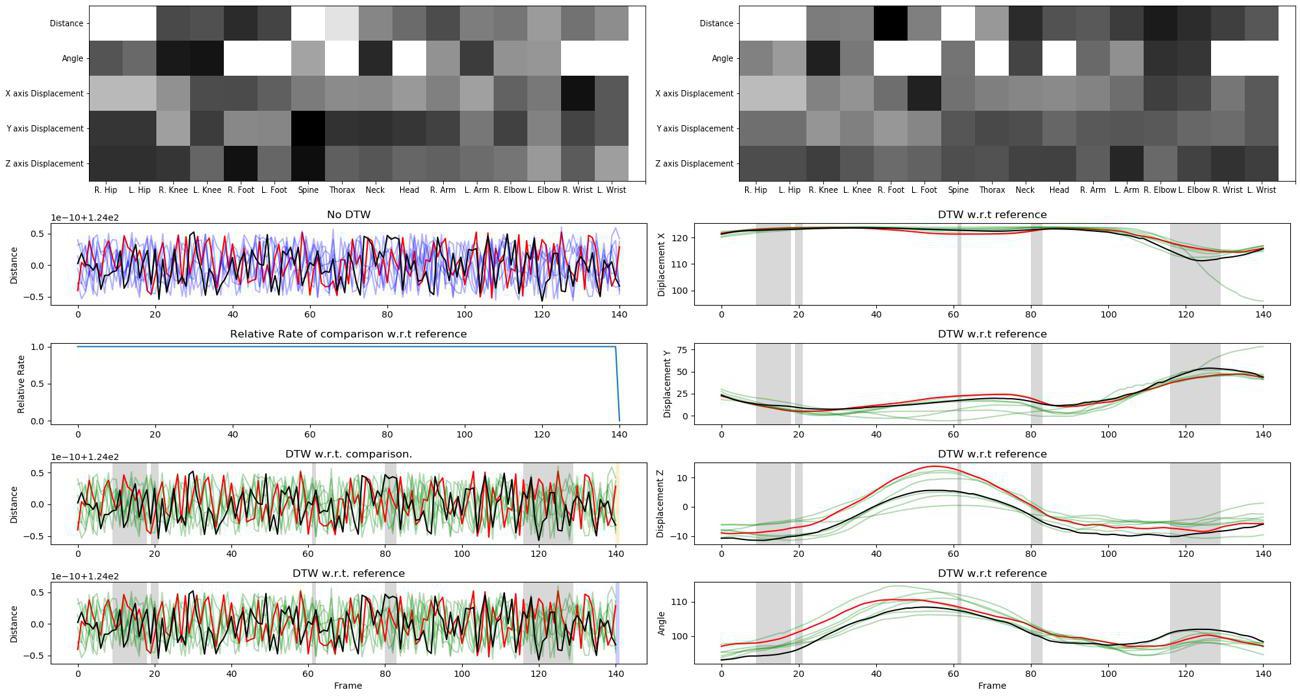 Distance
Angle
X axis Displacement
Y axis Displacement
Z axis Displacement
R. Hip L. Hip R. Knee L. Knee R. Foot L. Foot Spine Thorax Neck Head R. Arm L. Arm R. Elbow L. Elbow R. Wrist L. Wrist
Distance
Angle
X axis Displacement
Y axis Displacement
Z axis Displacement
R. Hip L. Hip R. Knee L. Knee R. Foot L. Foot Spine Thorax Neck Head R. Arm L. Arm R. Elbow L. Elbow R. Wrist L. Wrist
1e−10+1.24e2
No DTW
Distance
0.5
0.0
−0.5
0 20 40 60 80 100 120 140
DTW w.r.t reference
Diplacement X
120
110
100
0 20 40 60 80 100 120 140
Relative Rate of comparison w.r.t reference
Relative Rate
1.0
0.5
0.0
0 20 40 60 80 100 120 140
DTW w.r.t reference
Displacement Y
75
50
25
0
0 20 40 60 80 100 120 140
1e−10+1.24e2
DTW w.r.t. comparison.
Distance
0.5
0.0
−0.5
0 20 40 60 80 100 120 140
DTW w.r.t reference
Displacement Z
10
0
−10
0 20 40 60 80 100 120 140
1e−10+1.24e2
DTW w.r.t. reference
Distance
0.5
0.0
−0.5
0 20 40 60 80 100 120 140
Frame
DTW w.r.t reference
Angle
110
100
0 20 40 60 80 100 120 140
Frame